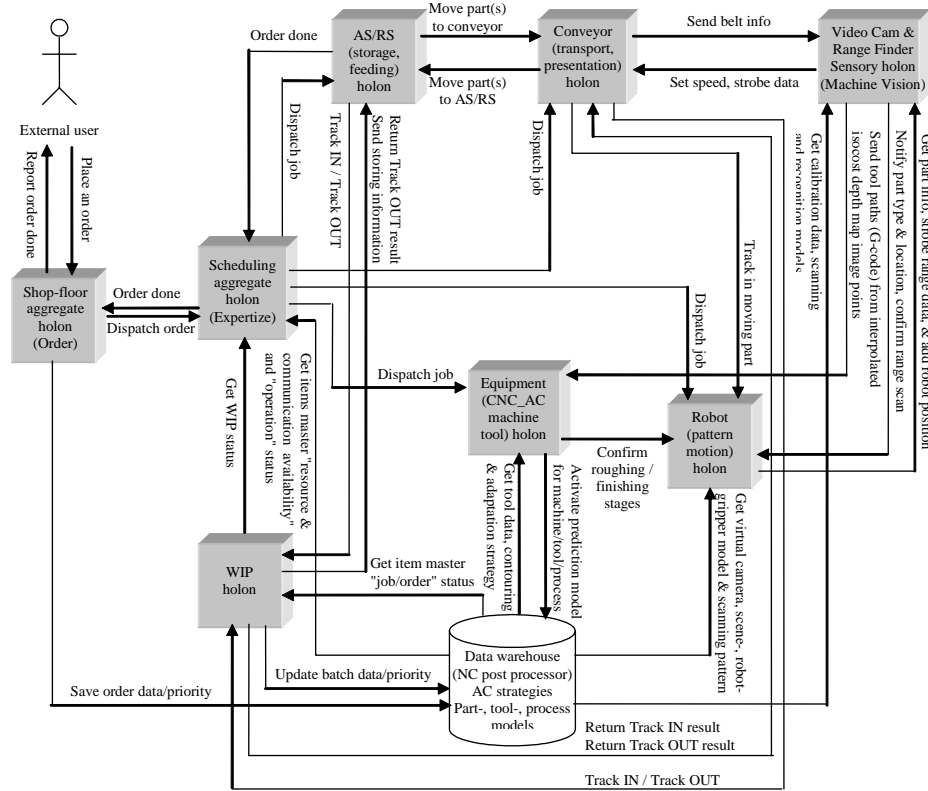 Order done
AS/RS
(storage,
feeding)
holon
Move part(s)
to conveyor
Move part(s)
to AS/RS
Conveyor
(transport,
presentation)
holon
Send belt info
Set speed, strobe data
Video Cam &
Range Finder
Sensory holon
(Machine Vision)
External user
Report order done
Place an order
Dispatch job
Track IN / Track OUT
Return Track OUT result
Send storing information
Dispatch job
Track in moving part
Get calibration data, scanning
and recognition models
Send tool paths (G-code) from interpolated
isocost depth map image points
Notify part type & location, confirm range scan
Get part info, strobe range data, & add robot position
Shop-floor
aggregate
holon
(Order)
Order done
Dispatch order
Scheduling
aggregate
holon
(Expertize)
Dispatch job
Dispatch job
Equipment
(CNC_AC
machine
tool) holon
Robot
(pattern
motion)
holon
Confirm
roughing /
finishing
stages
Get WIP status
Get items master "resource &
communication availability"
and "operation" status
Get tool data, contouring
& adaptation strategy
Activate prediction model
for machine/tool/process
Get virtual camera, scene-, robot-
gripper model & scanning pattern
WIP
holon
Get item master
"job/order" status
Data warehouse
(NC post processor)
AC strategies
Part-, tool-, process
models
Update batch data/priority
Save order data/priority
Return Track IN result
Return Track OUT result
Track IN / Track OUT